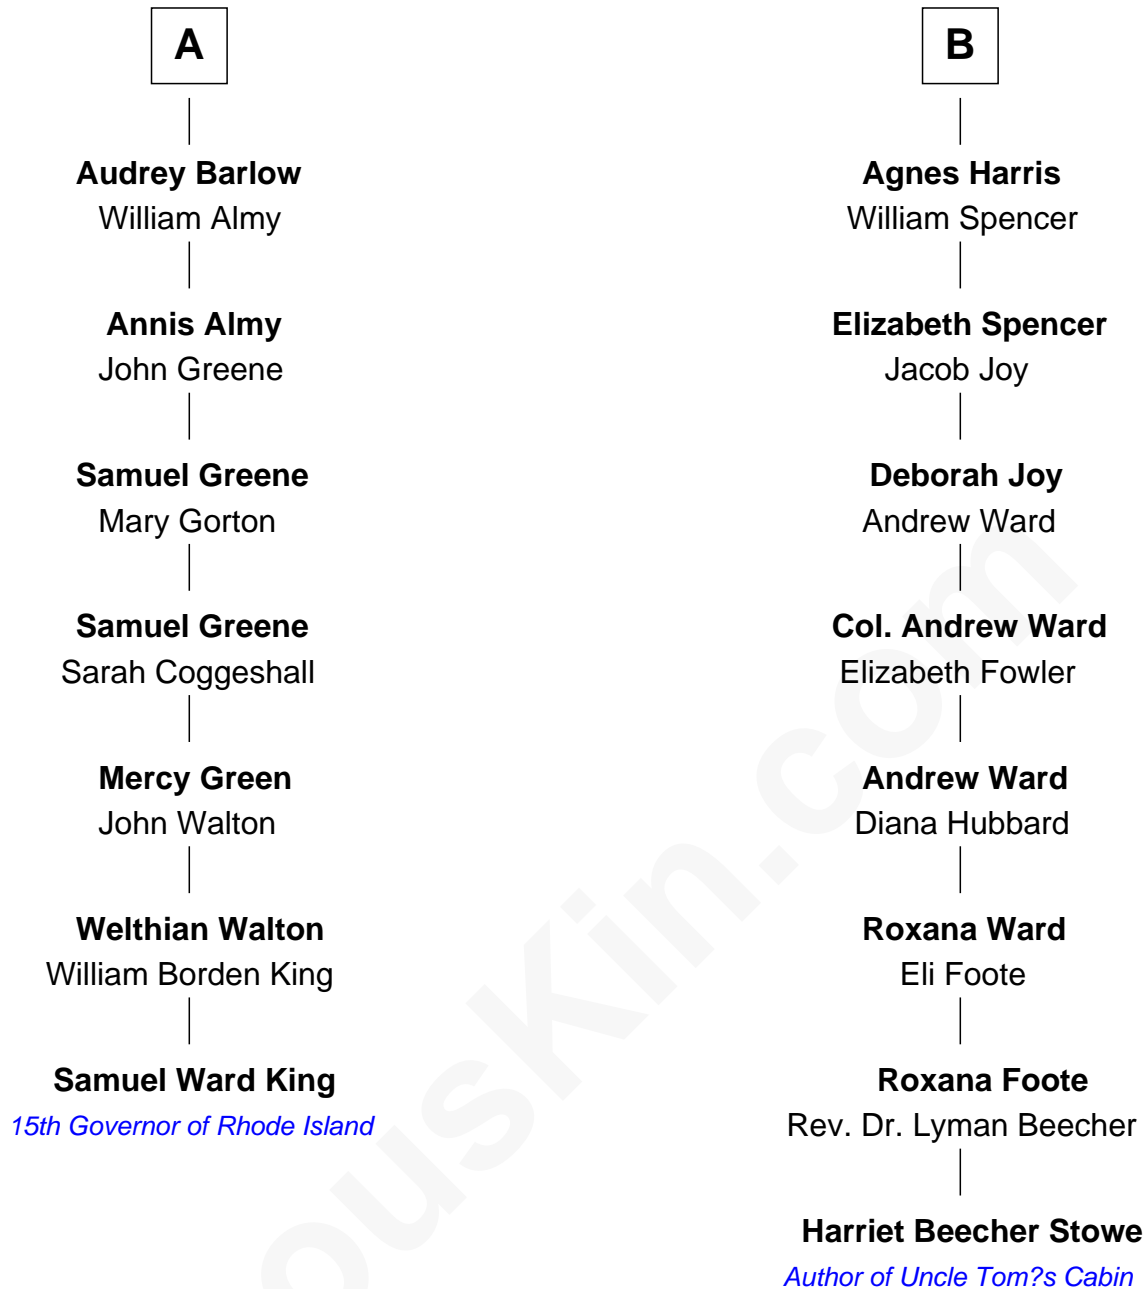 A
Audrey Barlow
William Almy
Annis Almy
John Greene
Samuel Greene
Mary Gorton
Samuel Greene
Sarah Coggeshall
Mercy Green
John Walton
Welthian Walton
William Borden King
Samuel Ward King
15th Governor of Rhode Island
B
Agnes Harris
William Spencer
Elizabeth Spencer
Jacob Joy
Deborah Joy
Andrew Ward
Col. Andrew Ward
Elizabeth Fowler
Andrew Ward
Diana Hubbard
Roxana Ward
Eli Foote
Roxana Foote
Rev. Dr. Lyman Beecher
Harriet Beecher Stowe
Author of Uncle Tom?s Cabin
ousKin.com